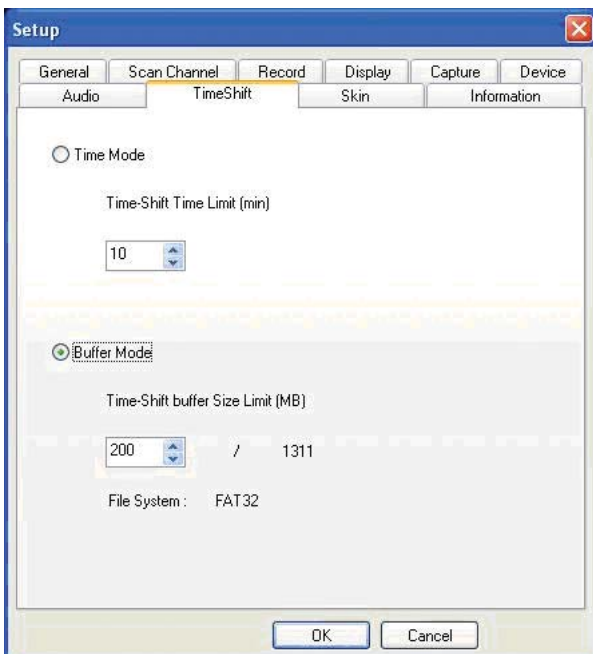 Setup
General Scan Channel Record Display Capture Device
Audio TimeShift Skin Information
Time Mode
Time-Shift Time Limit (min)
10
Buffer Mode
Time-Shift buffer Size Limit (MB)
200 / 1311
File System : FAT32
OK Cancel